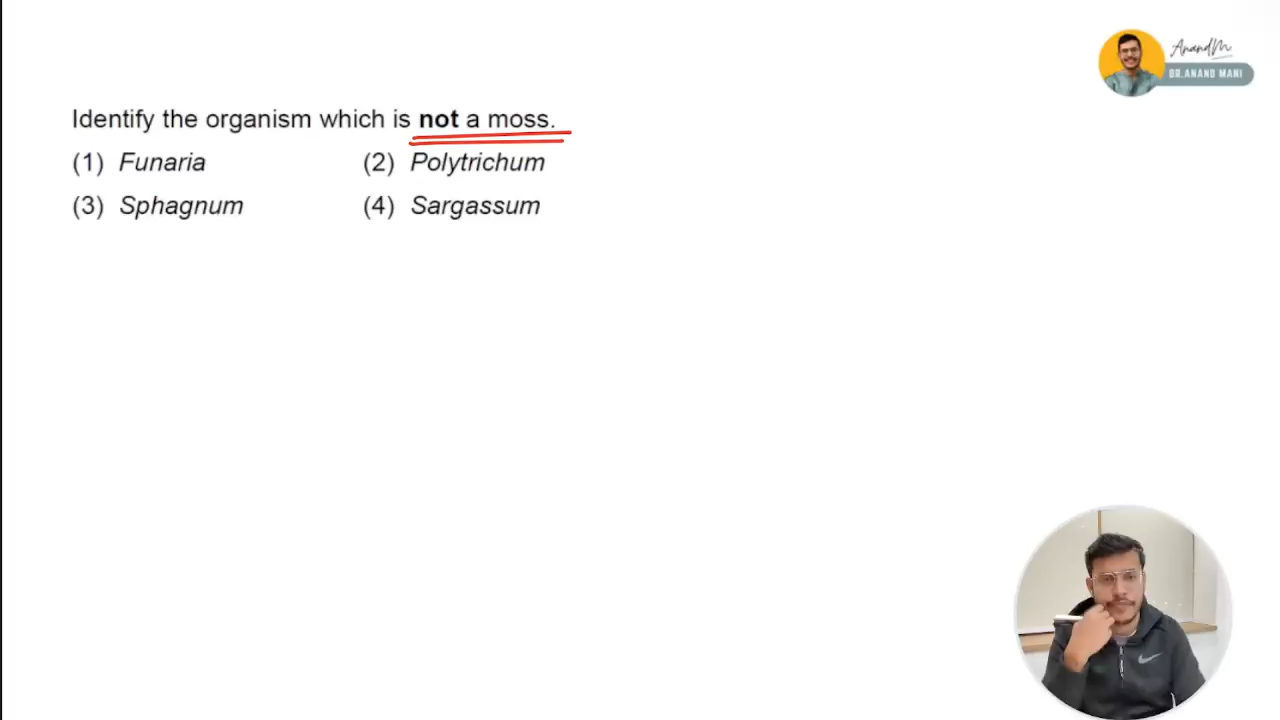 AnandM
DR.ANAND MANI
Identify the organism which is not a moss.
(1) Funaria (2) Polytrichum
(3) Sphagnum (4) Sargassum